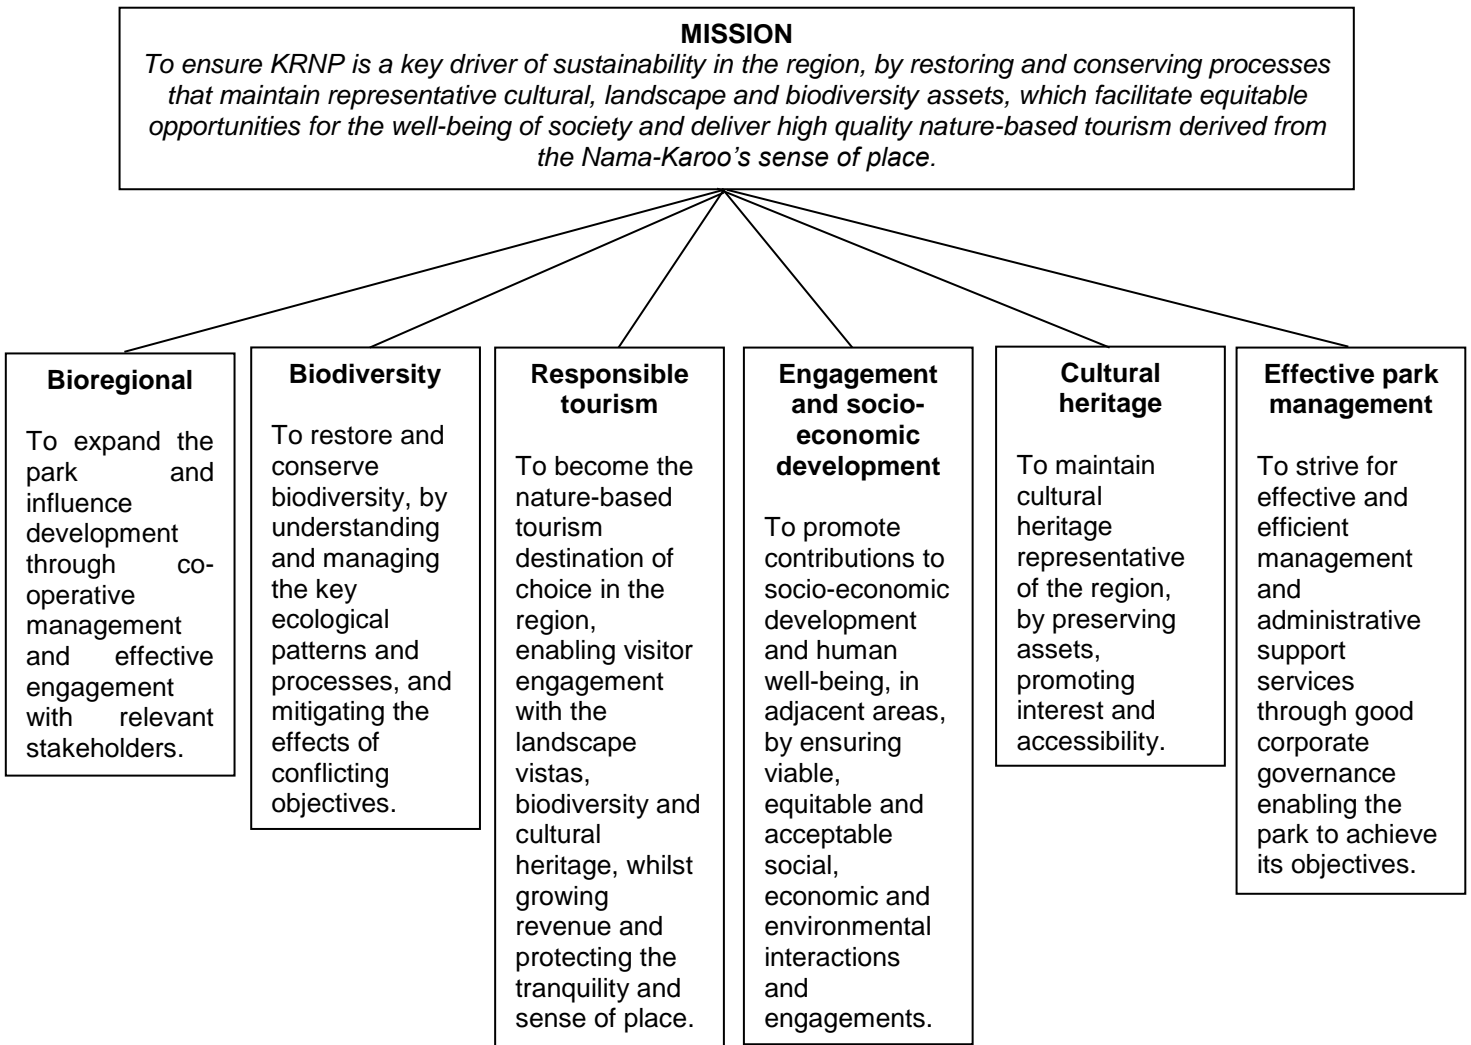 MISSION
To ensure KRNP is a key driver of sustainability in the region, by restoring and conserving processes
that maintain representative cultural, landscape and biodiversity assets, which facilitate equitable
opportunities for the well-being of society and deliver high quality nature-based tourism derived from
the Nama-Karoo's sense of place.
Bioregional
To expand the
park and
influence
development
through co-
operative
management
and effective
engagement
with relevant
stakeholders.
Biodiversity
To restore and
conserve
biodiversity, by
understanding
and managing
the key
ecological
patterns and
processes, and
mitigating the
effects of
conflicting
objectives.
Responsible
tourism
To become the
nature-based
tourism
destination of
choice in the
region,
enabling visitor
engagement
with the
landscape
vistas,
biodiversity and
cultural
heritage, whilst
growing
revenue and
protecting the
tranquility and
sense of place.
Engagement
and socio-
economic
development
To promote
contributions to
socio-economic
development
and human
well-being, in
adjacent areas,
by ensuring
viable,
equitable and
acceptable
social,
economic and
environmental
interactions
and
engagements.
Cultural
heritage
To maintain
cultural
heritage
representative
of the region,
by preserving
assets,
promoting
interest and
accessibility.
Effective park
management
To strive for
effective and
efficient
management
and
administrative
support
services
through good
corporate
governance
enabling the
park to achieve
its objectives.